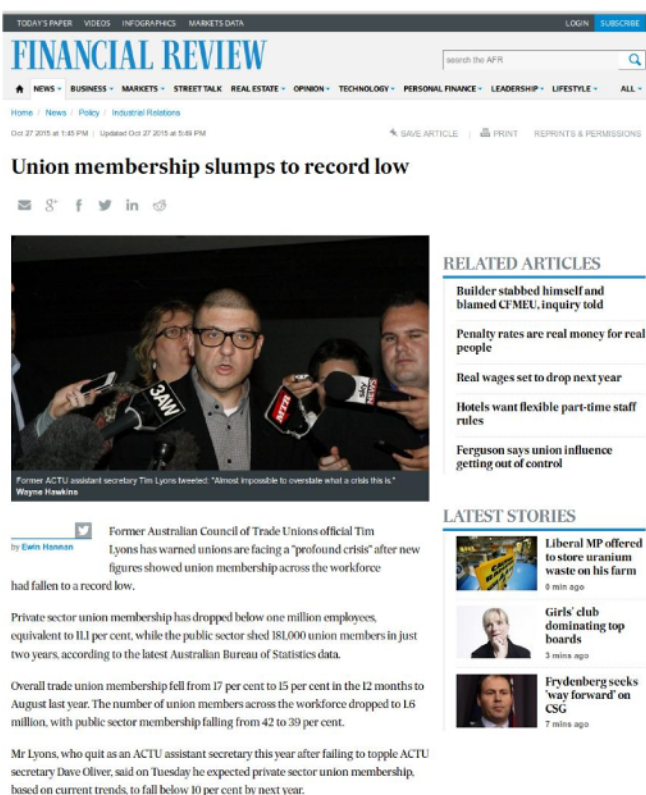 TODAY'S PAPER VIDEOS INFOGRAPHICS MARKETS DATA LOGIN SUBSCRIBE
FINANCIAL REVIEW
search the AFR
NEWS BUSINESS MARKETS STREET TALK REAL ESTATE OPINION TECHNOLOGY PERSONAL FINANCE LEADERSHIP LIFESTYLE ALL
Home / News / Policy / Industrial Relations
Oct 27 2015 at 1:45 PM | Updated Oct 27 2015 at 5:49 PM
SAVE ARTICLE | PRINT REPRINTS & PERMISSIONS
Union membership slumps to record low
3AW
MTR
sky NEWS
Former ACTU assistant secretary Tim Lyons tweeted: "Almost impossible to overstate what a crisis this is."
Wayne Hawkins
by Ewin Hannan
Former Australian Council of Trade Unions official Tim
Lyons has warned unions are facing a "profound crisis" after new
figures showed union membership across the workforce
had fallen to a record low.
Private sector union membership has dropped below one million employees,
equivalent to 11.1 per cent, while the public sector shed 181,000 union members in just
two years, according to the latest Australian Bureau of Statistics data.
Overall trade union membership fell from 17 per cent to 15 per cent in the 12 months to
August last year. The number of union members across the workforce dropped to 1.6
million, with public sector membership falling from 42 to 39 per cent.
Mr Lyons, who quit as an ACTU assistant secretary this year after failing to topple ACTU
secretary Dave Oliver, said on Tuesday he expected private sector union membership,
based on current trends, to fall below 10 per cent by next year.
RELATED ARTICLES
Builder stabbed himself and
blamed CFMEU, inquiry told
Penalty rates are real money for real
people
Real wages set to drop next year
Hotels want flexible part-time staff
rules
Ferguson says union influence
getting out of control
LATEST STORIES
Liberal MP offered
to store uranium
waste on his farm
0 min ago
Girls' club
dominating top
boards
3 mins ago
Frydenberg seeks
'way forward' on
CSG
7 mins ago